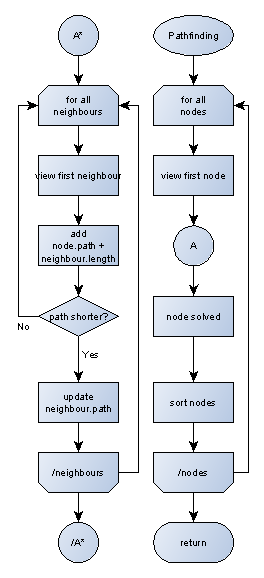 A*
for all
neighbours
view first neighbour
add
node.path +
neighbour.length
path shorter?
No
Yes
update
neighbour.path
/neighbours
/A*
Pathfinding
for all
nodes
view first node
A
node solved
sort nodes
/nodes
return